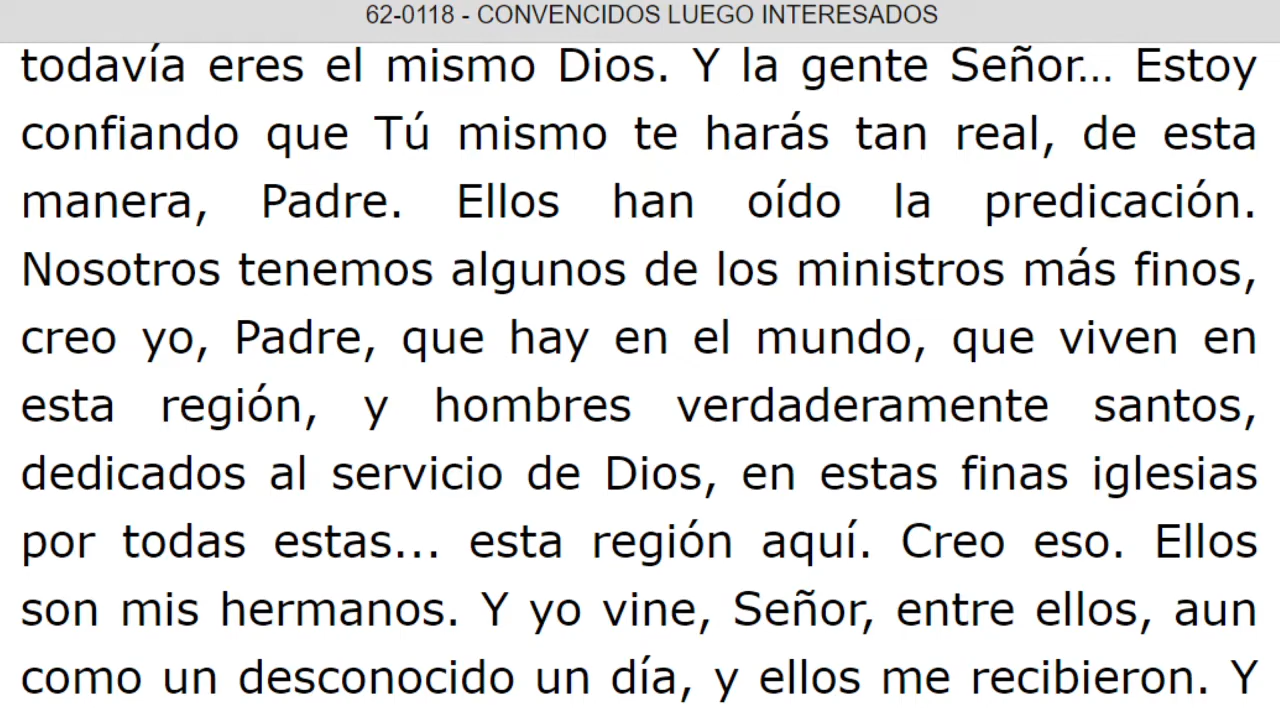 62-0118 - CONVENCIDOS LUEGO INTERESADOS
todavía eres el mismo Dios. Y la gente Señor... Estoy
confiando que Tú mismo te harás tan real, de esta
manera, Padre. Ellos han oído la predicación.
Nosotros tenemos algunos de los ministros más finos,
creo yo, Padre, que hay en el mundo, que viven en
esta región, y hombres verdaderamente santos,
dedicados al servicio de Dios, en estas finas iglesias
por todas estas... esta región aquí. Creo eso. Ellos
son mis hermanos. Y yo vine, Señor, entre ellos, aun
como un desconocido un día, y ellos me recibieron. Y